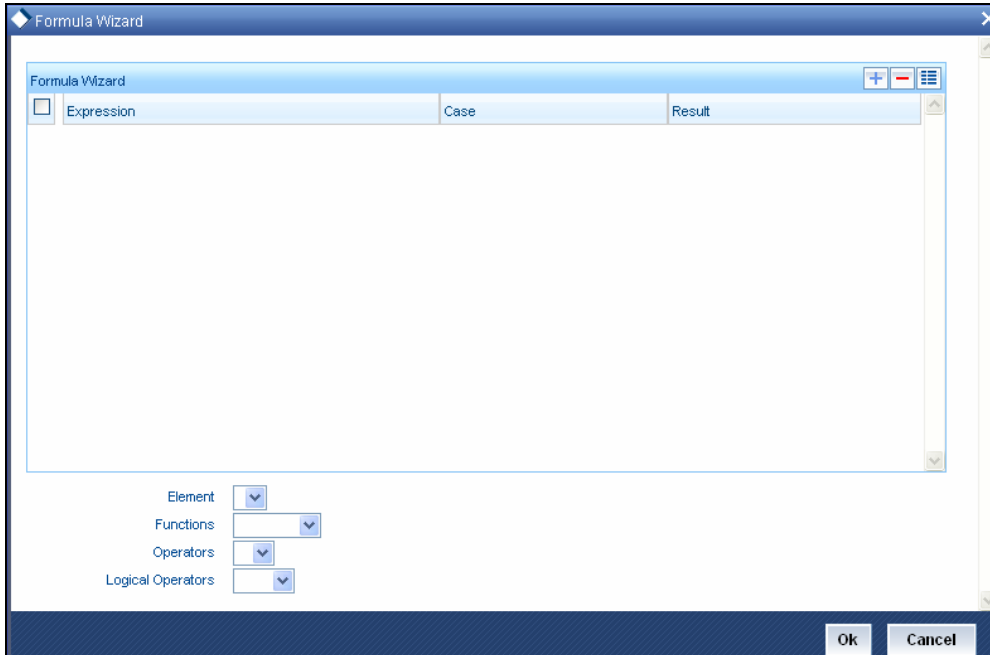 Formula Wizard
Formula Wizard
Expression Case Result
Element
Functions
Operators
Logical Operators
Ok Cancel